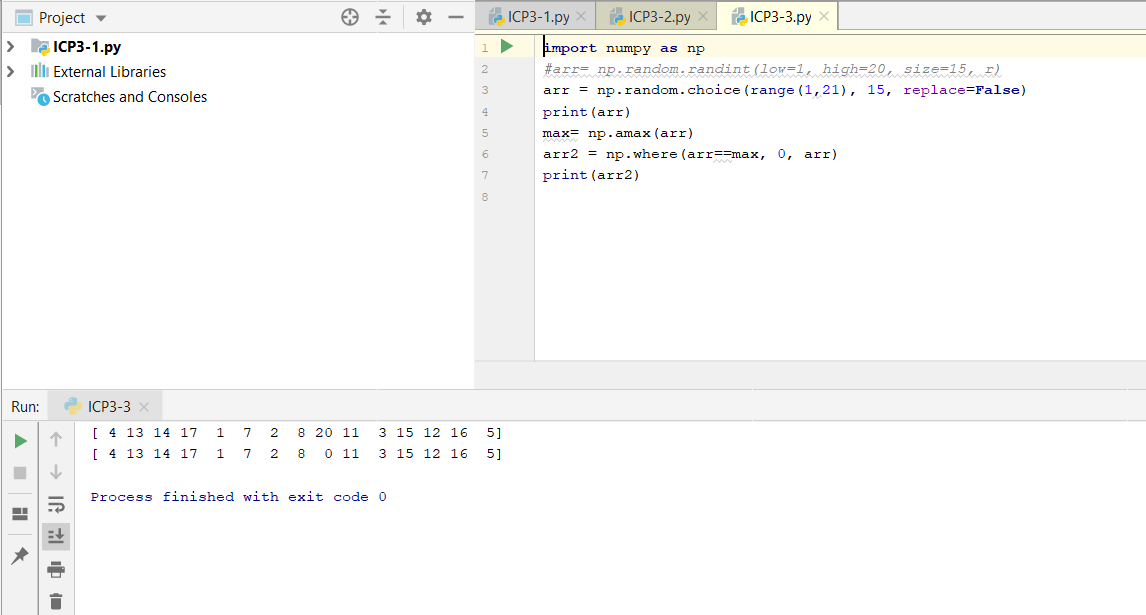 Project
ICP3-1.py
External Libraries
Scratches and Consoles
ICP3-1.py
ICP3-2.py
ICP3-3.py
1 import numpy as np
2 #arr= np.random.randint(low=1, high=20, size=15, r)
3 arr = np.random.choice(range(1,21), 15, replace=False)
4 print(arr)
5 max= np.amax(arr)
6 arr2 = np.where(arr==max, 0, arr)
7 print(arr2)
8
Run: ICP3-3
[ 4 13 14 17  1  7  2  8 20 11  3 15 12 16  5]
[ 4 13 14 17  1  7  2  8  0 11  3 15 12 16  5]
Process finished with exit code 0